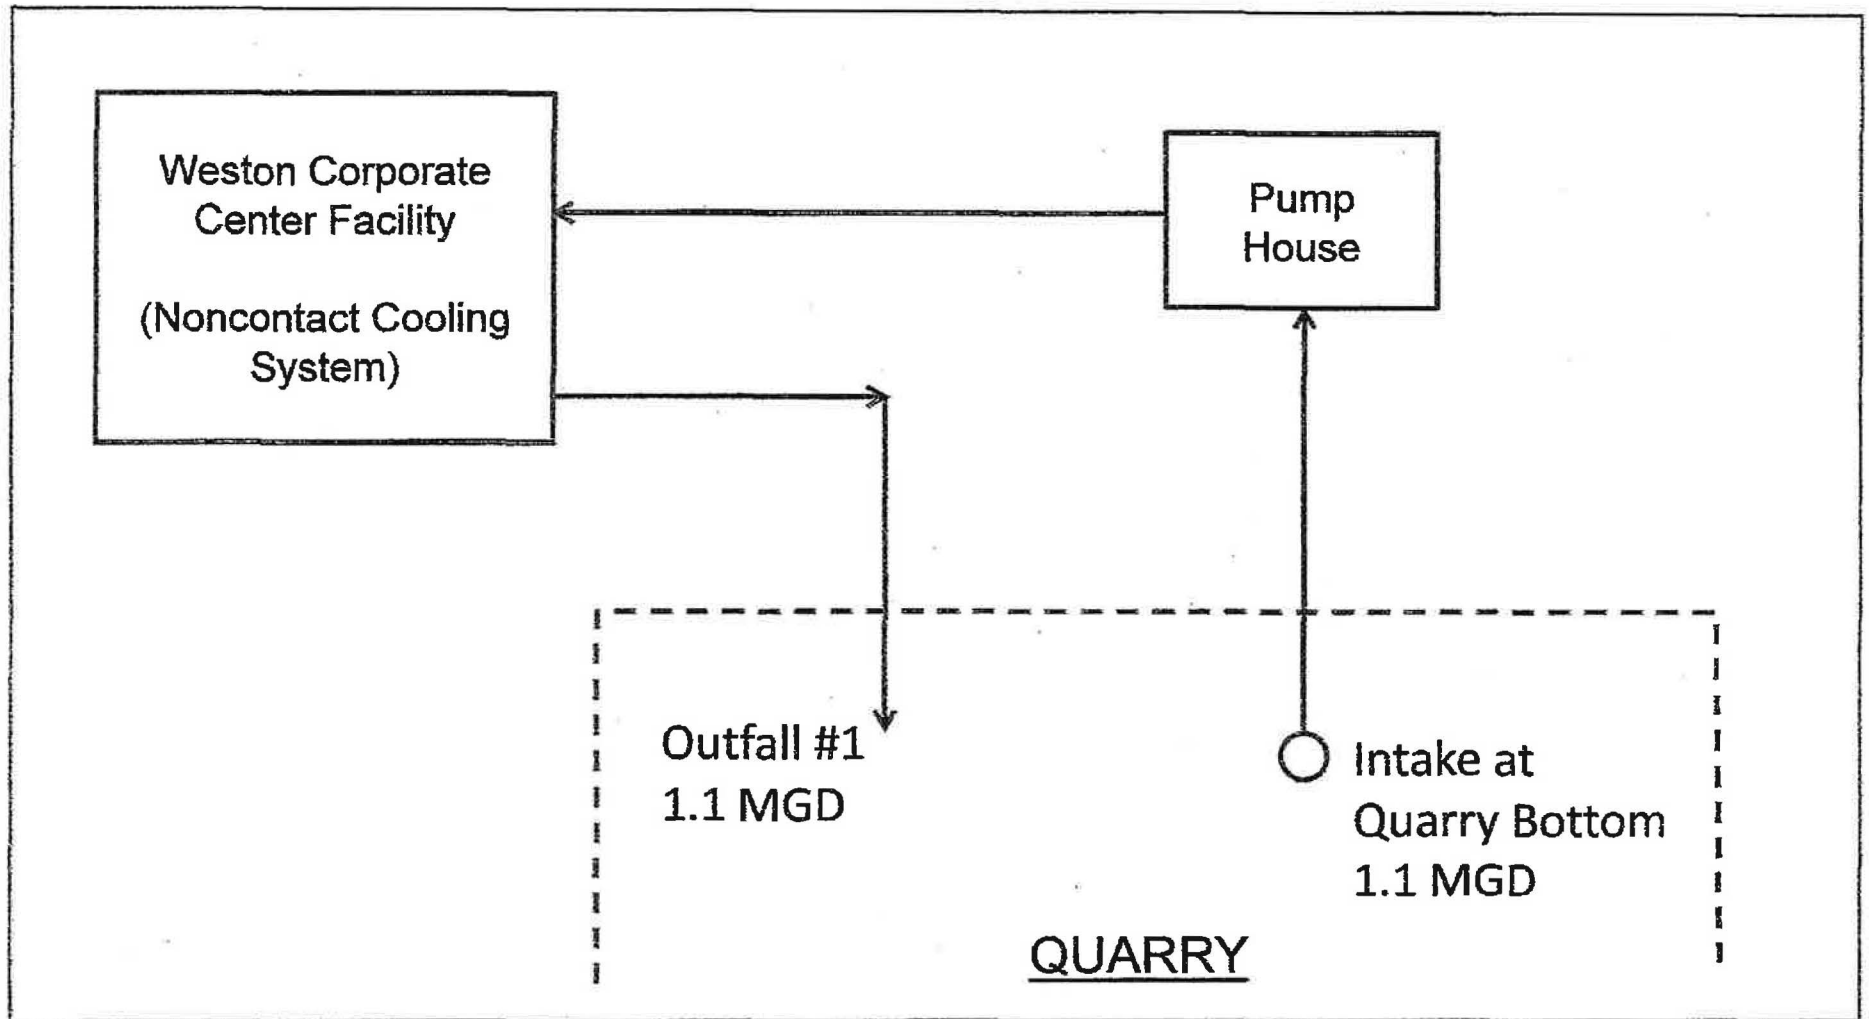 Weston Corporate
Center Facility
(Noncontact Cooling
System)
Pump
House
Outfall #1
1.1 MGD
Intake at
Quarry Bottom
1.1 MGD
QUARRY